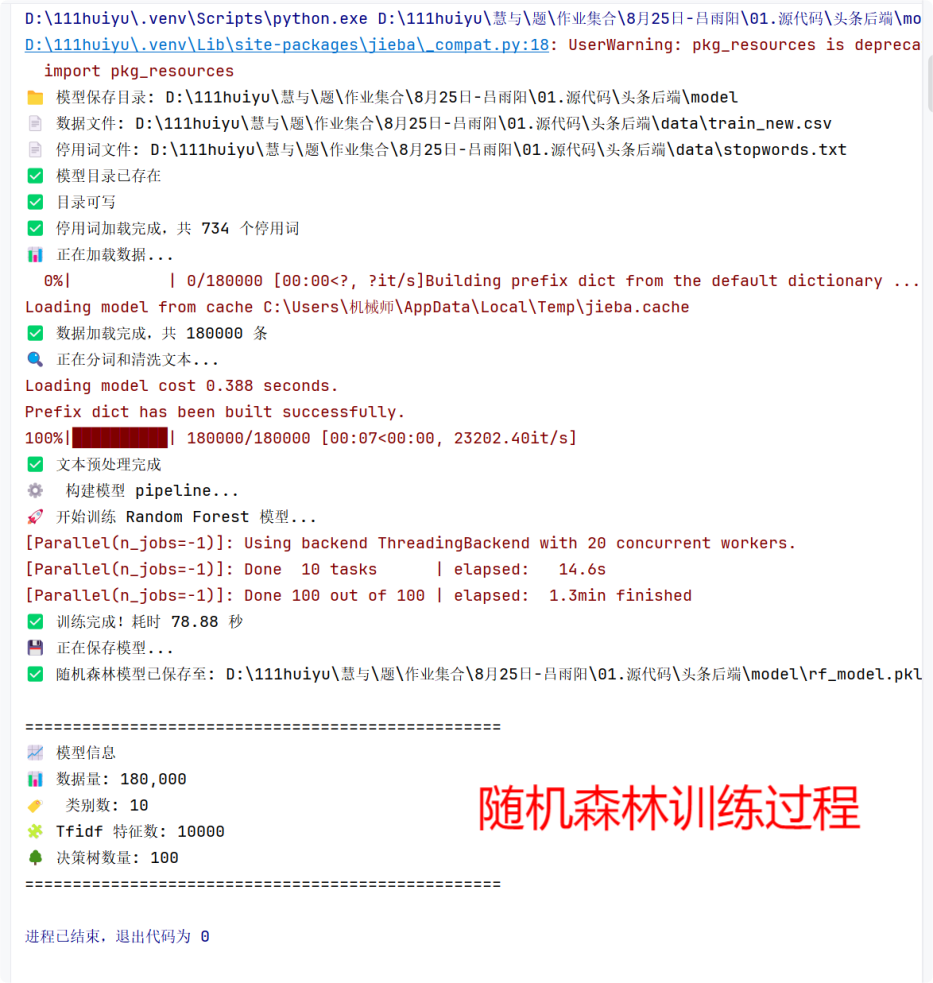 D:\111huiyu\.venv\Scripts\python.exe D:\111huiyu\慧与\题\作业集合\8月25日-吕雨阳\01.源代码\头条后端\mo
D:\111huiyu\.venv\Lib\site-packages\jieba\_compat.py:18: UserWarning: pkg_resources is depreca
import pkg_resources
模型保存目录: D:\111huiyu\慧与\题\作业集合\8月25日-吕雨阳\01.源代码\头条后端\model
数据文件: D:\111huiyu\慧与\题\作业集合\8月25日-吕雨阳\01.源代码\头条后端\data\train_new.csv
停用词文件: D:\111huiyu\慧与\题\作业集合\8月25日-吕雨阳\01.源代码\头条后端\data\stopwords.txt
✅ 模型目录已存在
✅ 目录可写
✅ 停用词加载完成，共 734 个停用词
📊 正在加载数据...
0%|          | 0/180000 [00:00<?, ?it/s]Building prefix dict from the default dictionary ...
Loading model from cache C:\Users\机械师\AppData\Local\Temp\jieba.cache
✅ 数据加载完成，共 180000 条
🔍 正在分词和清洗文本...
Loading model cost 0.388 seconds.
Prefix dict has been built successfully.
100%|██████████| 180000/180000 [00:07<00:00, 23202.40it/s]
✅ 文本预处理完成
⚙️ 构建模型 pipeline...
🚀 开始训练 Random Forest 模型...
[Parallel(n_jobs=-1)]: Using backend ThreadingBackend with 20 concurrent workers.
[Parallel(n_jobs=-1)]: Done  10 tasks      | elapsed:   14.6s
[Parallel(n_jobs=-1)]: Done 100 out of 100 | elapsed:  1.3min finished
✅ 训练完成！耗时 78.88 秒
💾 正在保存模型...
✅ 随机森林模型已保存至: D:\111huiyu\慧与\题\作业集合\8月25日-吕雨阳\01.源代码\头条后端\model\rf_model.pkl
==================================================
📈 模型信息
📊 数据量: 180,000
🏷️ 类别数: 10
🧩 Tfidf 特征数: 10000
🌳 决策树数量: 100
==================================================
随机森林训练过程
进程已结束，退出代码为 0